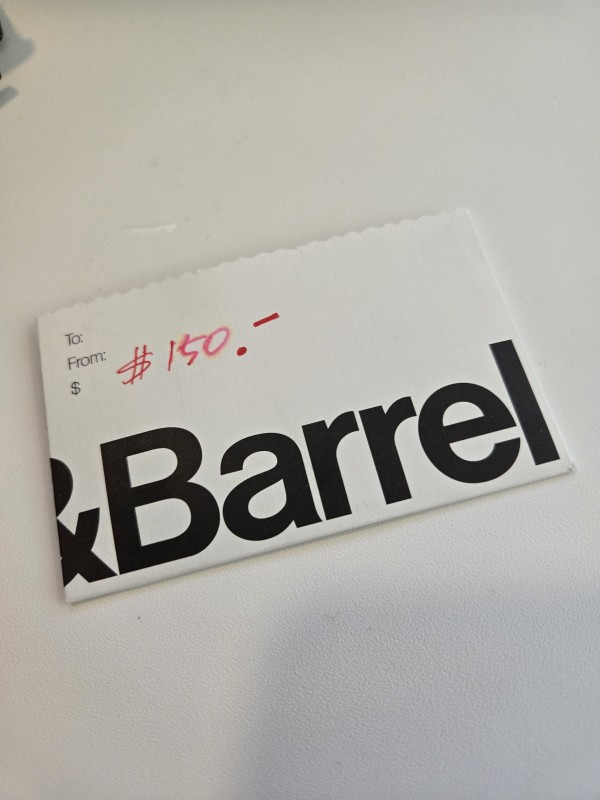 To:
From:
$
$150.-
&Barrel